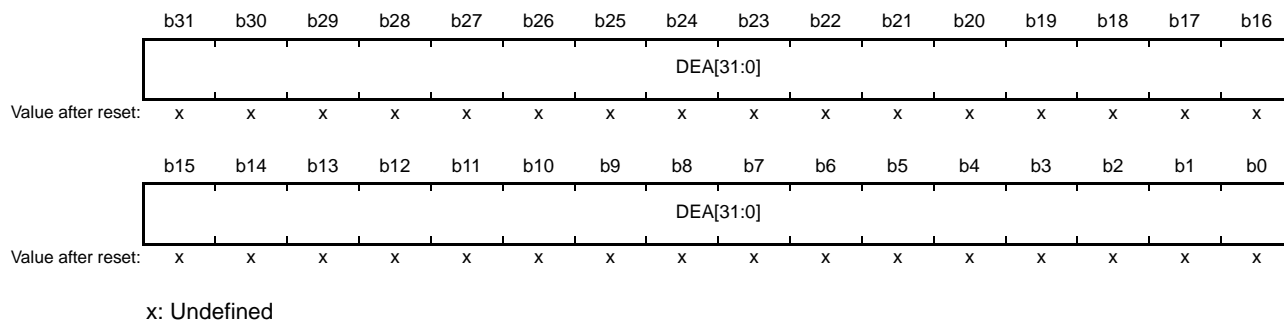 b31 b30 b29 b28 b27 b26 b25 b24 b23 b22 b21 b20 b19 b18 b17 b16
DEA[31:0]
Value after reset: x x x x x x x x x x x x x x x x
b15 b14 b13 b12 b11 b10 b9 b8 b7 b6 b5 b4 b3 b2 b1 b0
DEA[31:0]
Value after reset: x x x x x x x x x x x x x x x x
x: Undefined